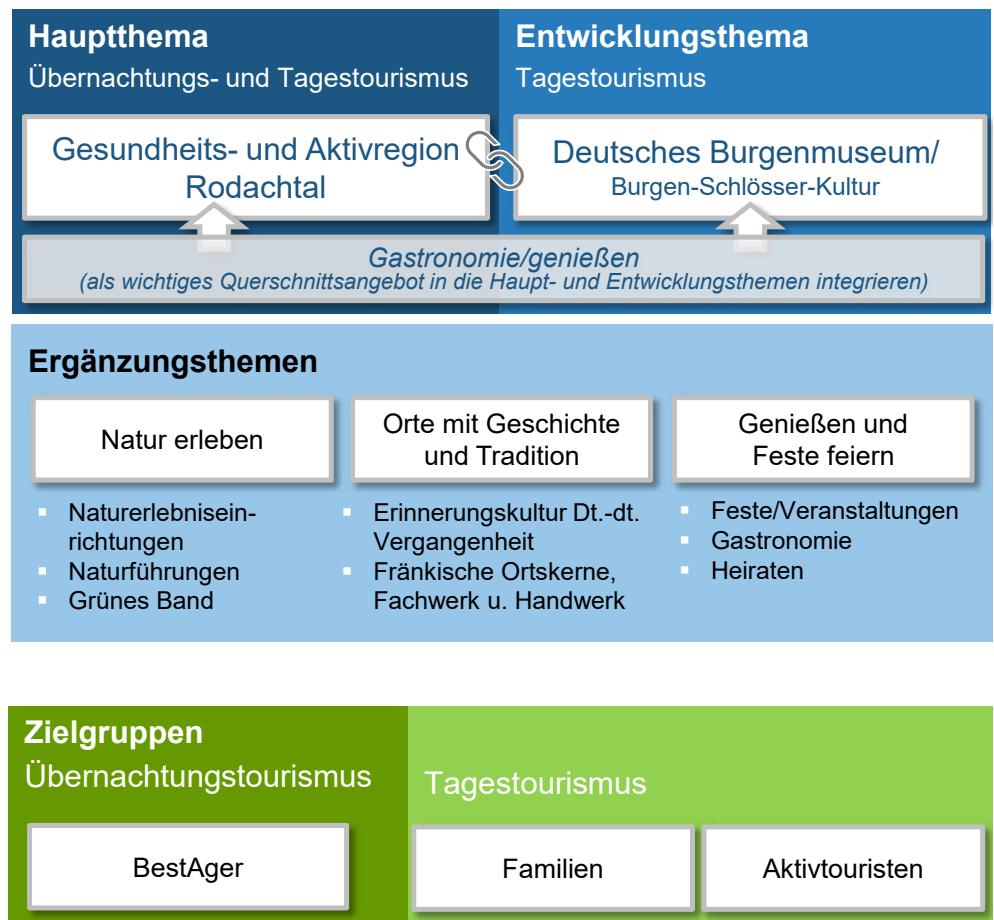 Hauptthema
Übernachtungs- und Tagestourismus
Gesundheits- und Aktivregion
Rodachtal
Entwicklungsthema
Tagestourismus
Deutsches Burgenmuseum/
Burgen-Schlösser-Kultur
Gastronomie/genießen
(als wichtiges Querschnittsangebot in die Haupt- und Entwicklungsthemen integrieren)
Ergänzungsthemen
Natur erleben
▪ Naturerlebnisein-
richtungen
▪ Naturführungen
▪ Grünes Band
Orte mit Geschichte
und Tradition
▪ Erinnerungskultur Dt.-dt.
Vergangenheit
▪ Fränkische Ortskerne,
Fachwerk u. Handwerk
Genießen und
Feste feiern
▪ Feste/Veranstaltungen
▪ Gastronomie
▪ Heiraten
Zielgruppen
Übernachtungstourismus
BestAger
Tagestourismus
Familien
Aktivtouristen